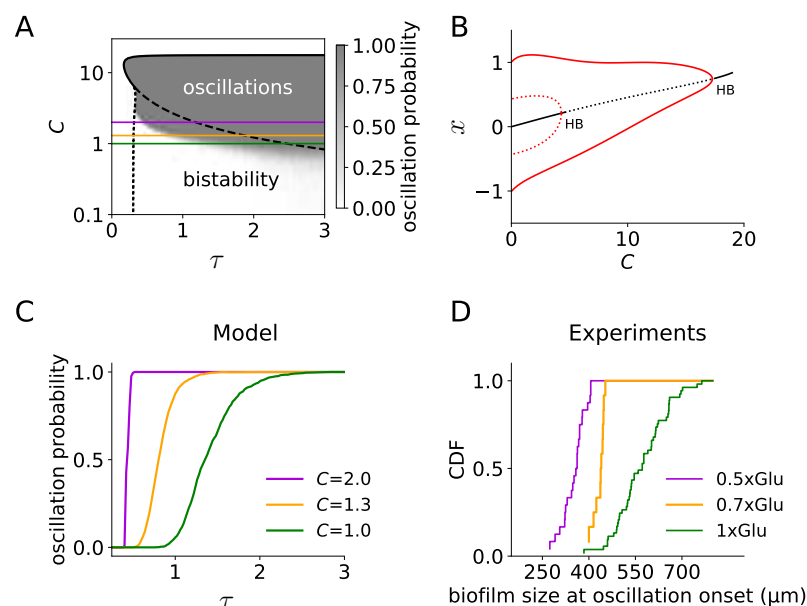 A
oscillations
bistability
10
1
0.1
C
0
1
2
3
τ
1.00
0.75
0.50
0.25
0.00
oscillation probability
B
1
0
−1
x
HB
HB
0
10
20
C
C
Model
1.0
0.5
0.0
oscillation probability
C=2.0
C=1.3
C=1.0
1
2
3
τ
D
Experiments
1.0
0.5
0.0
CDF
0.5xGlu
0.7xGlu
1xGlu
250 400 550 700
biofilm size at oscillation onset (μm)